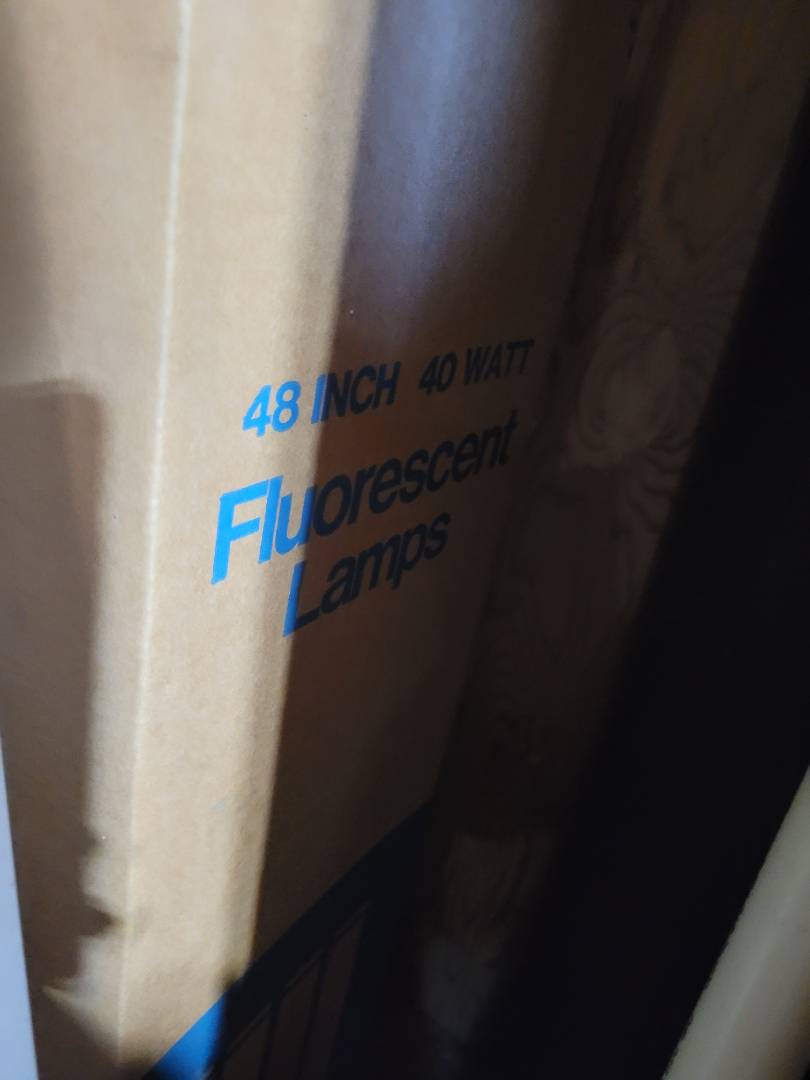 48 INCH 40 WATT
Fluorescent
Lamps